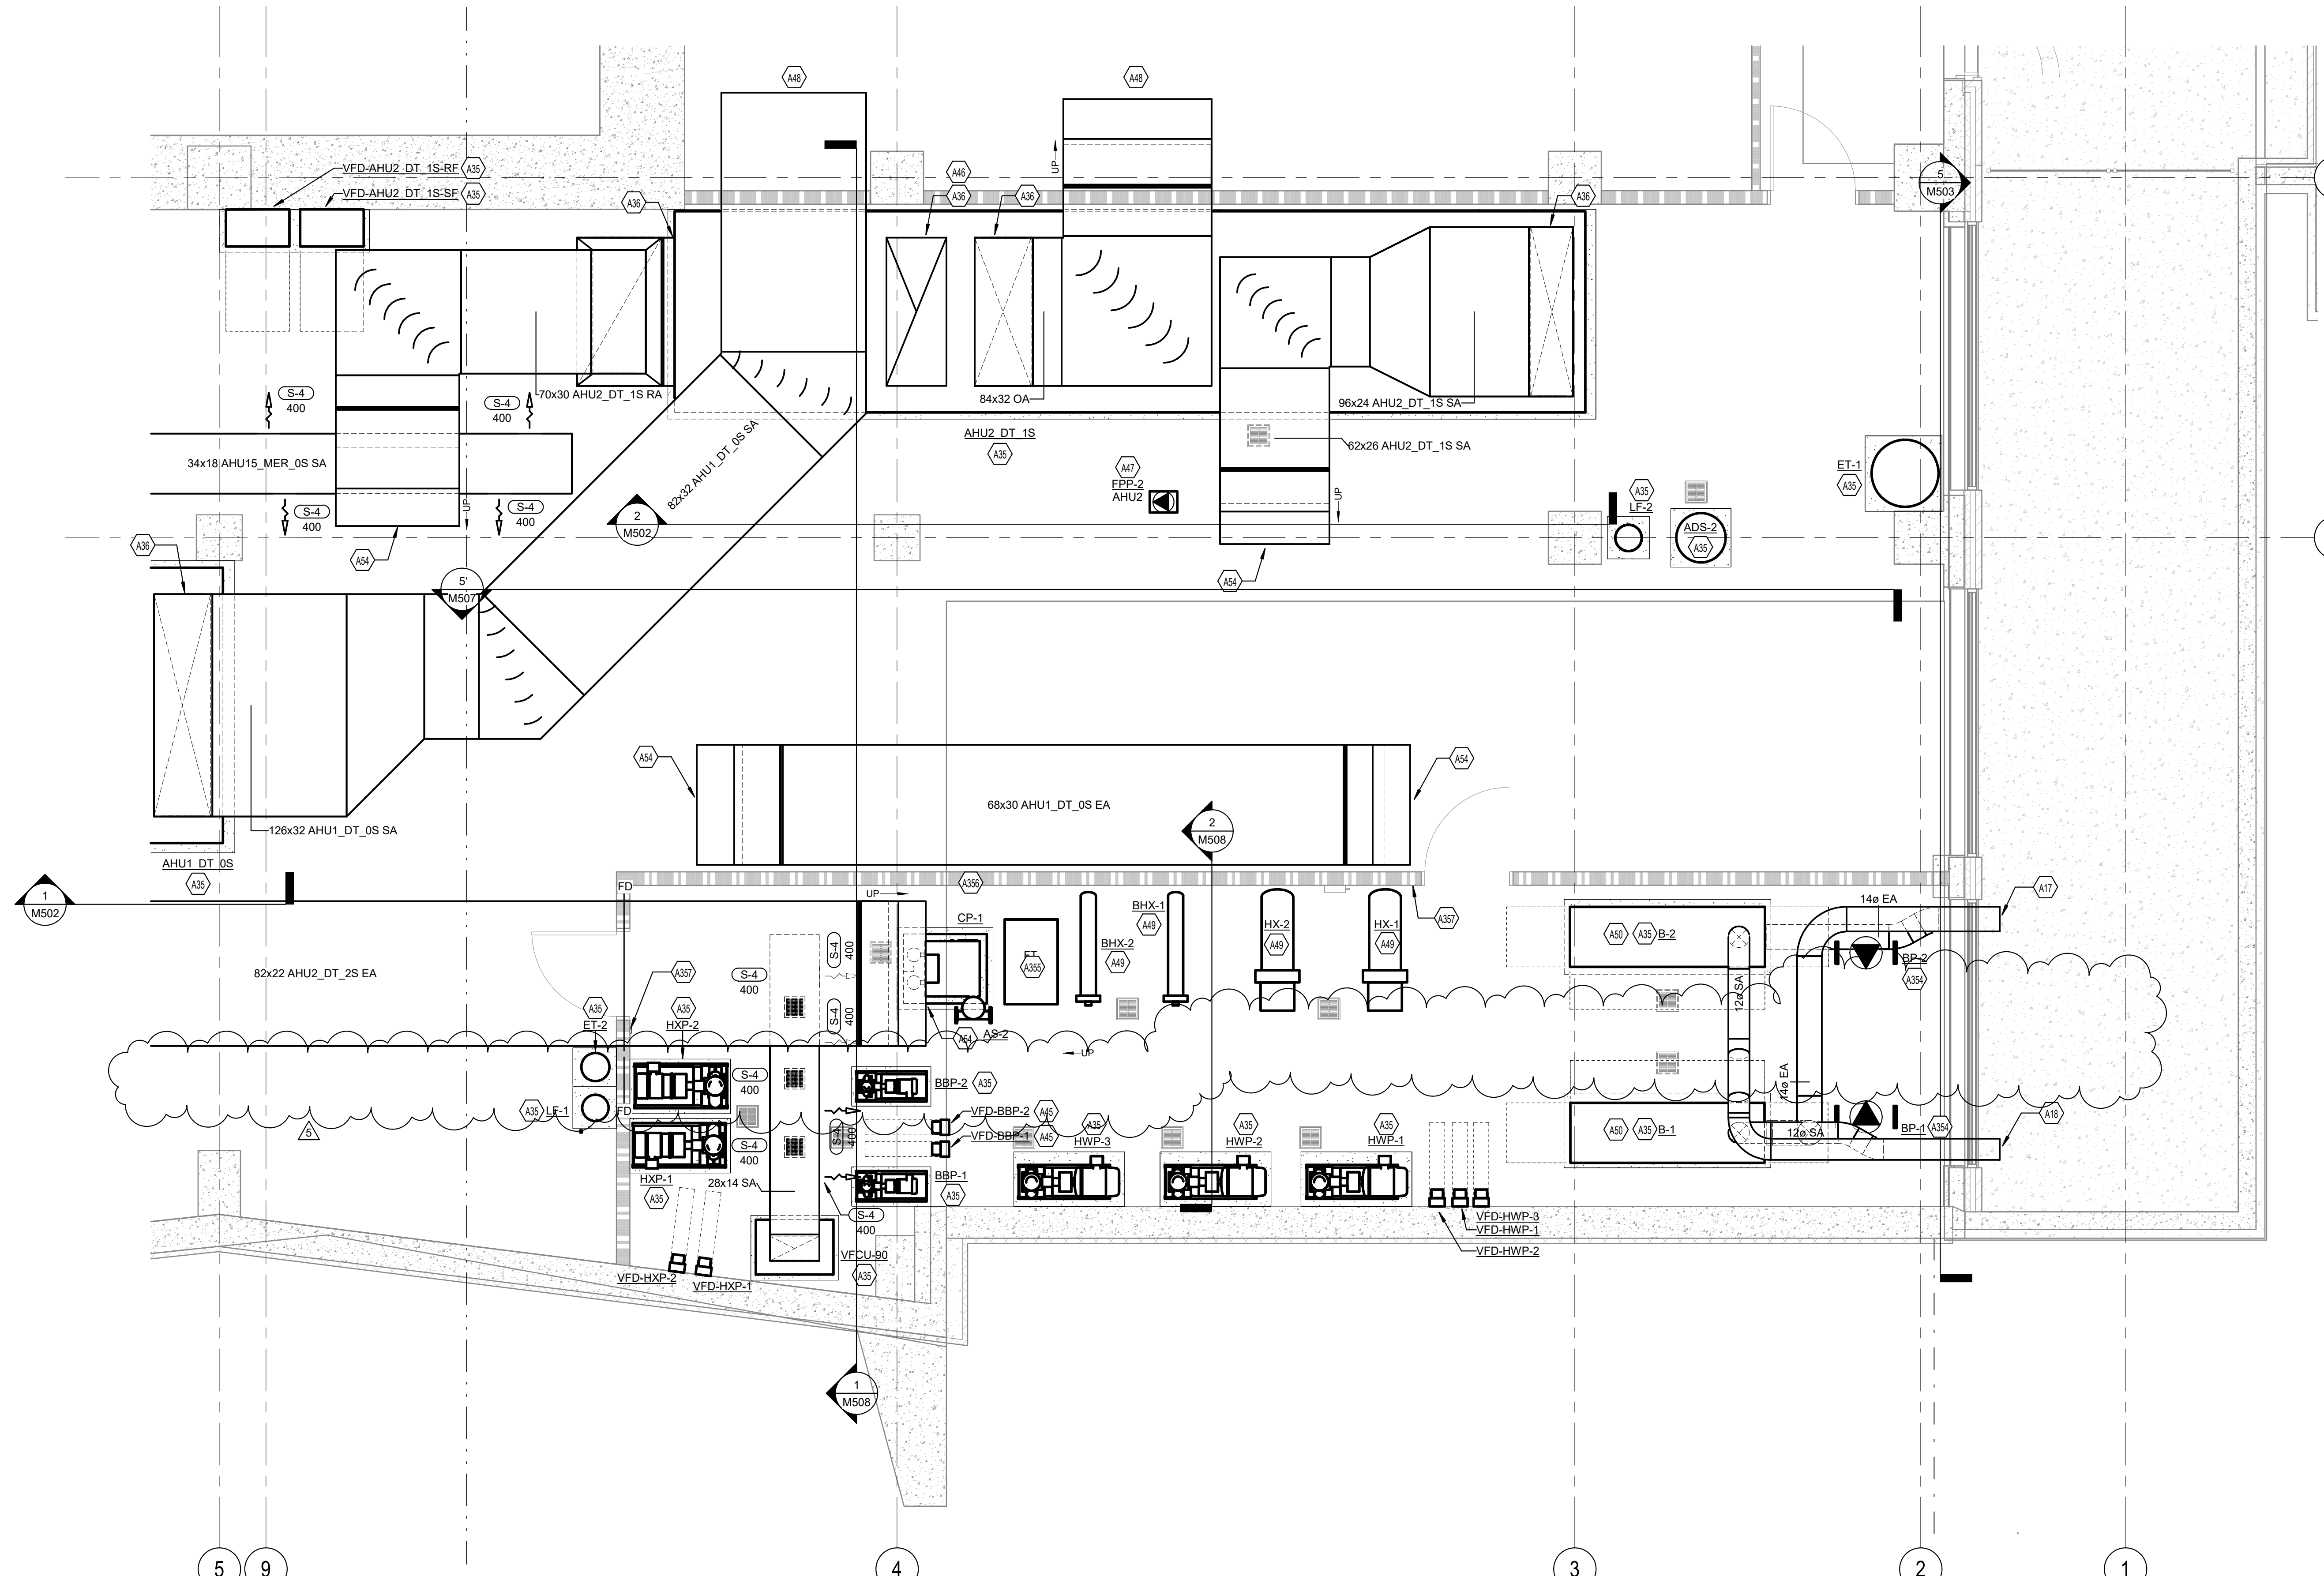 A48
A48
VFD-AHU2_DT_1S-RF
A35
VFD-AHU2_DT_1S-SF
A35
A46
A36
A36
A36
A36
5
M503
S-4
400
S-4
400
70x30 AHU2_DT_1S RA
UP
84x32 OA
96x24 AHU2_DT_1S SA
34x18 AHU15_MER_0S SA
82x32 AHU1_DT_0S SA
AHU2_DT_1S
A35
62x26 AHU2_DT_1S SA
A47
FPP-2
AHU2
UP
UP
A35
LF-2
ADS-2
A35
ET-1
A35
S-4
400
S-4
400
2
M502
A36
A54
A54
5'
M507
A54
A54
68x30 AHU1_DT_0S EA
2
M508
126x32 AHU1_DT_0S SA
AHU1_DT_0S
A35
1
M502
FD
UP
A356
A357
CP-1
BHX-1
A49
BHX-2
A49
HX-2
A49
HX-1
A49
A355
14ø EA
A17
A50
A35
B-2
BP-2
A354
82x22 AHU2_DT_2S EA
A357
S-4
400
S-4
400
S-4
400
12ø SA
A35
ET-2
A35
HXP-2
A54
AS-2
UP
S-4
400
BBP-2
A35
14ø EA
A35
LF-1
FD
5
VFD-BBP-2
A45
VFD-BBP-1
A45
S-4
400
S-4
400
A35
HWP-3
A35
HWP-2
A35
HWP-1
A50
A35
B-1
12ø SA
BP-1
A354
A18
HXP-1
A35
28x14 SA
BBP-1
A35
S-4
400
VFD-HWP-3
VFD-HWP-1
VFD-HWP-2
VFCU-90
A35
VFD-HXP-2
VFD-HXP-1
1
M508
5
9
4
3
2
1